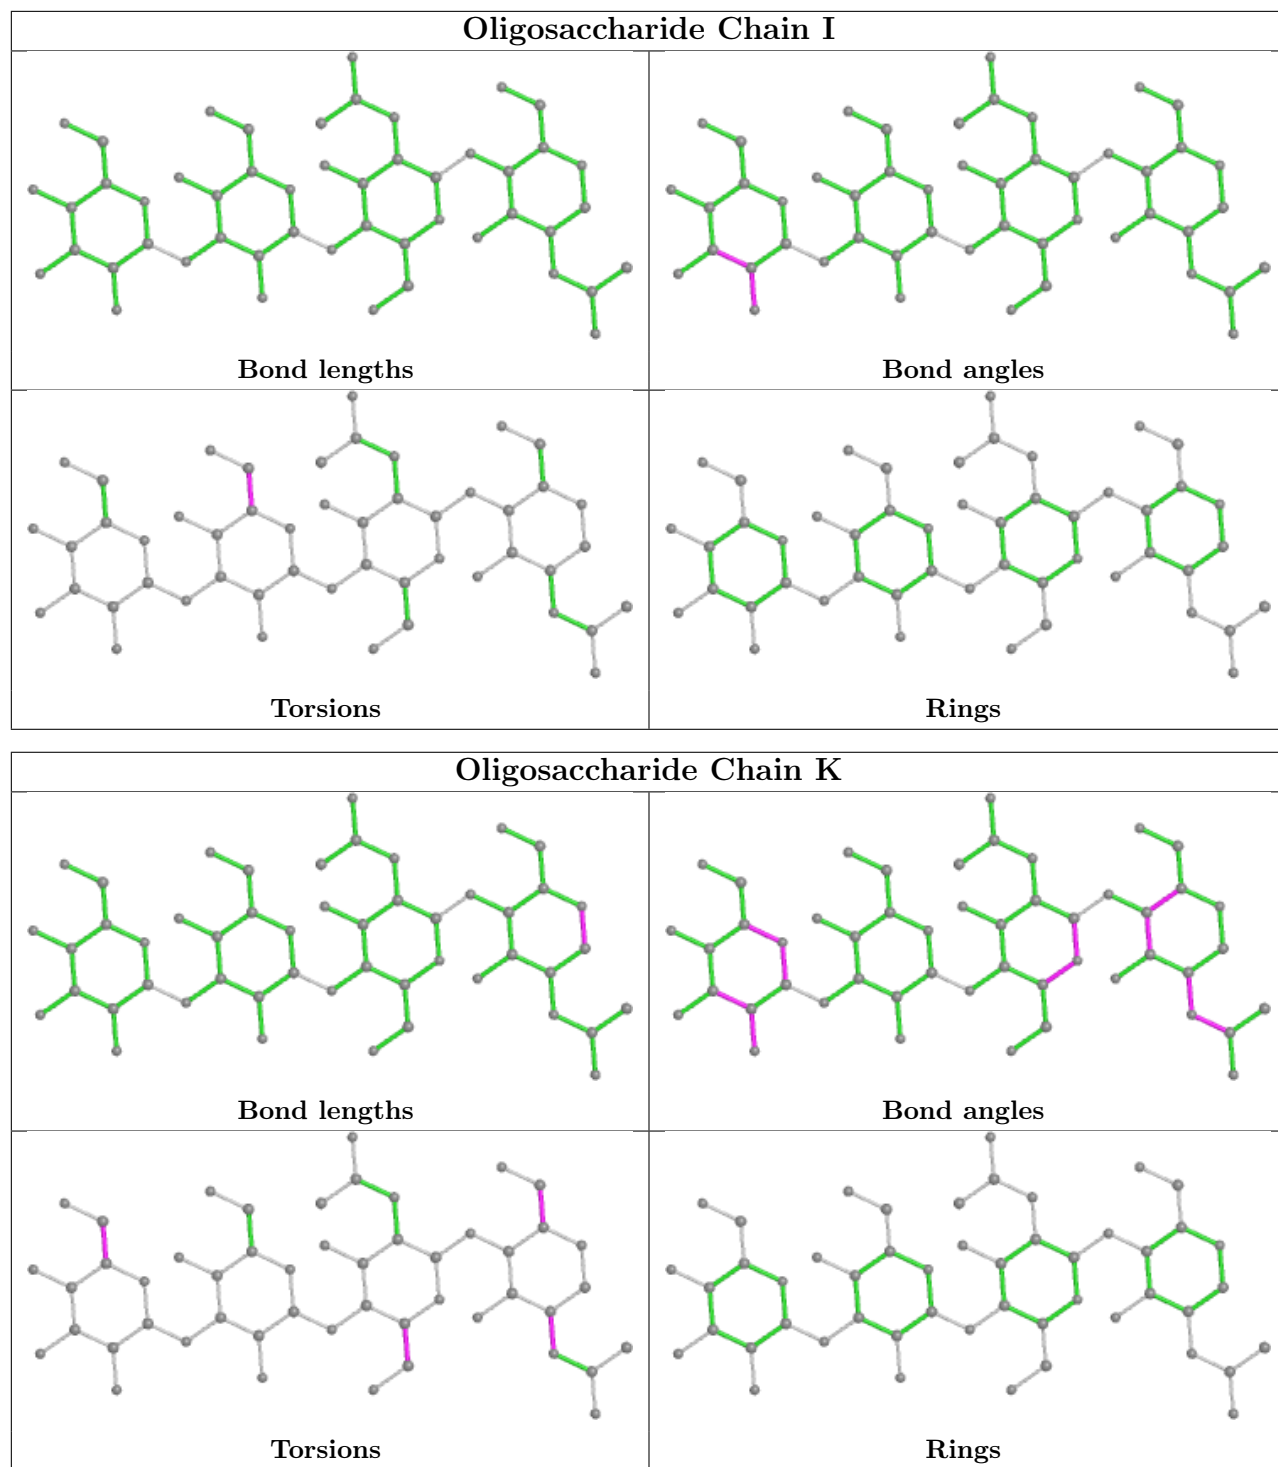 Oligosaccharide Chain I
Bond lengths
Bond angles
Torsions
Rings
Oligosaccharide Chain K
Bond lengths
Bond angles
Torsions
Rings